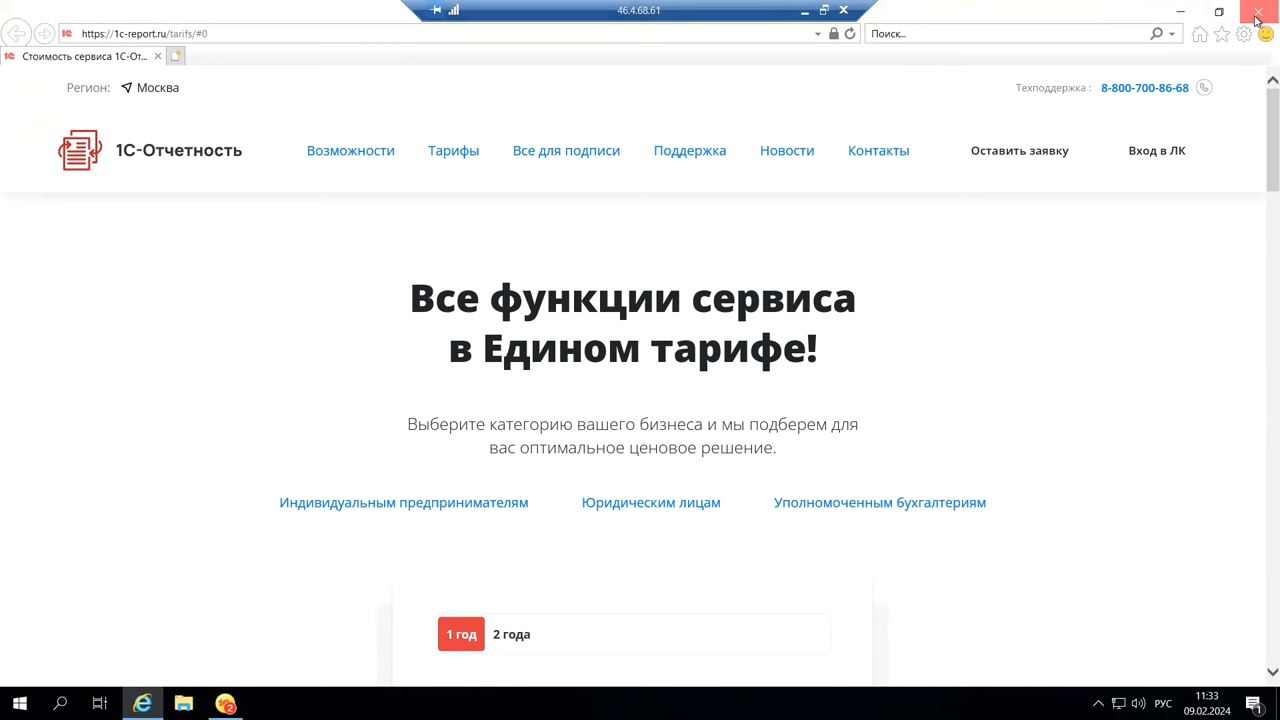 46.4.68.61
https://1c-report.ru/tarifs/#0
Поиск...
Стоимость сервиса 1С-От...
Регион: Москва
Техподдержка : 8-800-700-86-68
1С-Отчетность
Возможности
Тарифы
Все для подписи
Поддержка
Новости
Контакты
Оставить заявку
Вход в ЛК
Все функции сервиса
в Едином тарифе!
Выберите категорию вашего бизнеса и мы подберем для
вас оптимальное ценовое решение.
Индивидуальным предпринимателям
Юридическим лицам
Уполномоченным бухгалтериям
1 год
2 года
2
РУС
11:33
09.02.2024
1